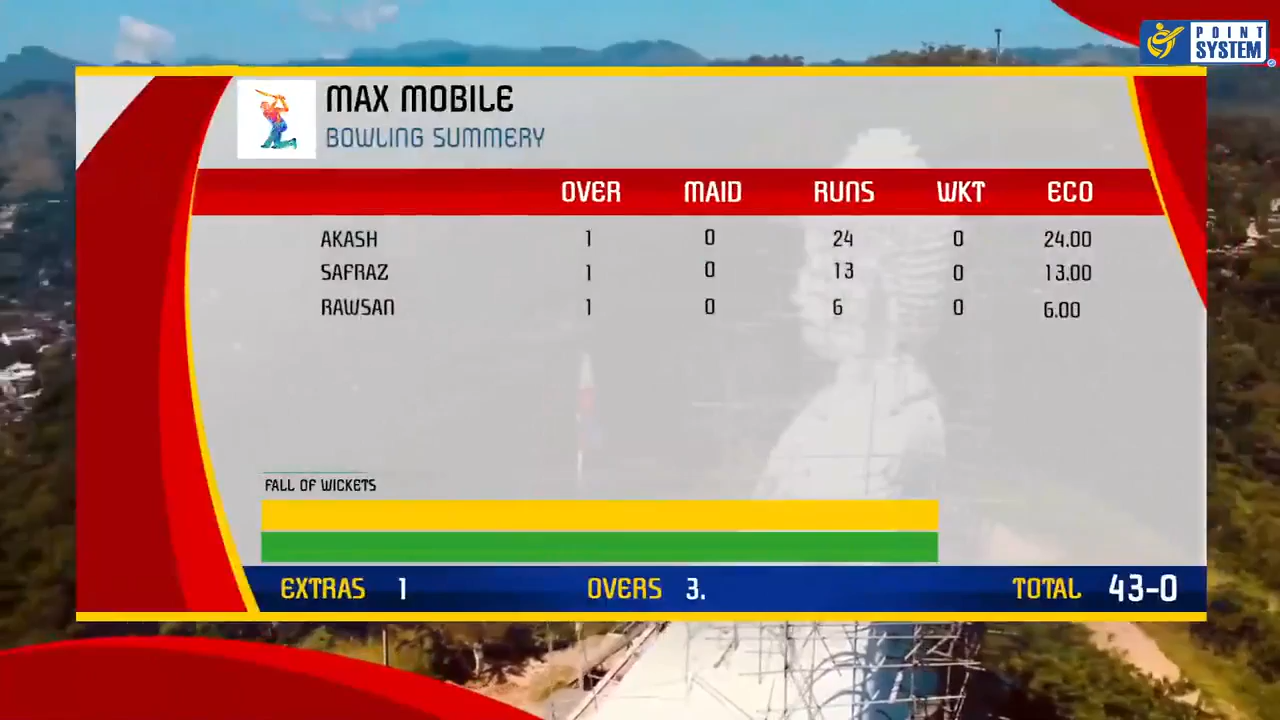 POINT
SYSTEM
MAX MOBILE
BOWLING SUMMERY
OVER MAID RUNS WKT ECO
AKASH 1 0 24 0 24.00
SAFRAZ 1 0 13 0 13.00
RAWSAN 1 0 6 0 6.00
FALL OF WICKETS
EXTRAS 1 OVERS 3. TOTAL 43-0